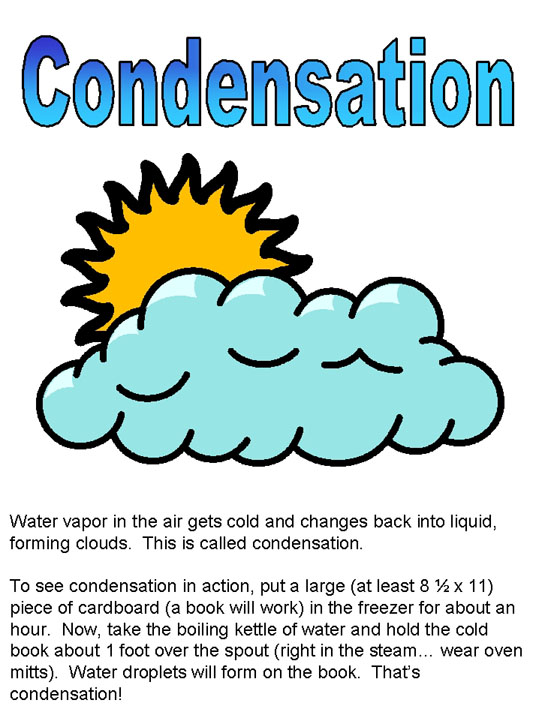 Condensation
Water vapor in the air gets cold and changes back into liquid,
forming clouds.  This is called condensation.
To see condensation in action, put a large (at least 8 ½ x 11)
piece of cardboard (a book will work) in the freezer for about an
hour.  Now, take the boiling kettle of water and hold the cold
book about 1 foot over the spout (right in the steam… wear oven
mitts).  Water droplets will form on the book.  That’s
condensation!